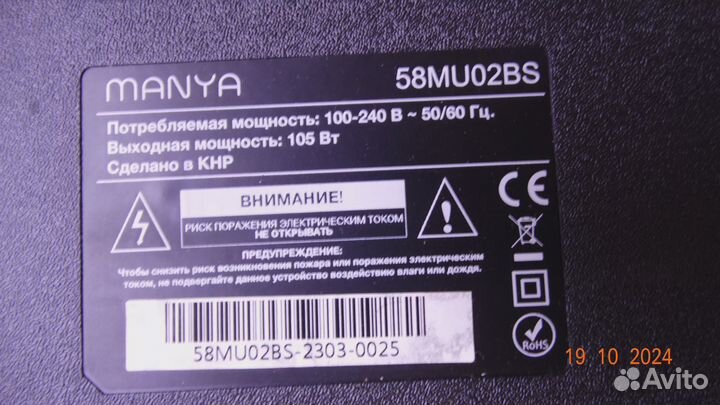 MANYA 58MU02BS
Потребляемая мощность: 100-240 В ~ 50/60 Гц.
Выходная мощность: 105 Вт
Сделано в КНР
ВНИМАНИЕ!
РИСК ПОРАЖЕНИЯ ЭЛЕКТРИЧЕСКИМ ТОКОМ
НЕ ОТКРЫВАТЬ
ПРЕДУПРЕЖДЕНИЕ:
Чтобы снизить риск возникновения пожара или поражения электрическим
током, не подвергайте данное устройство воздействию влаги или дождя.
CE
RoHS
58MU02BS-2303-0025
19 10 2024
Avito